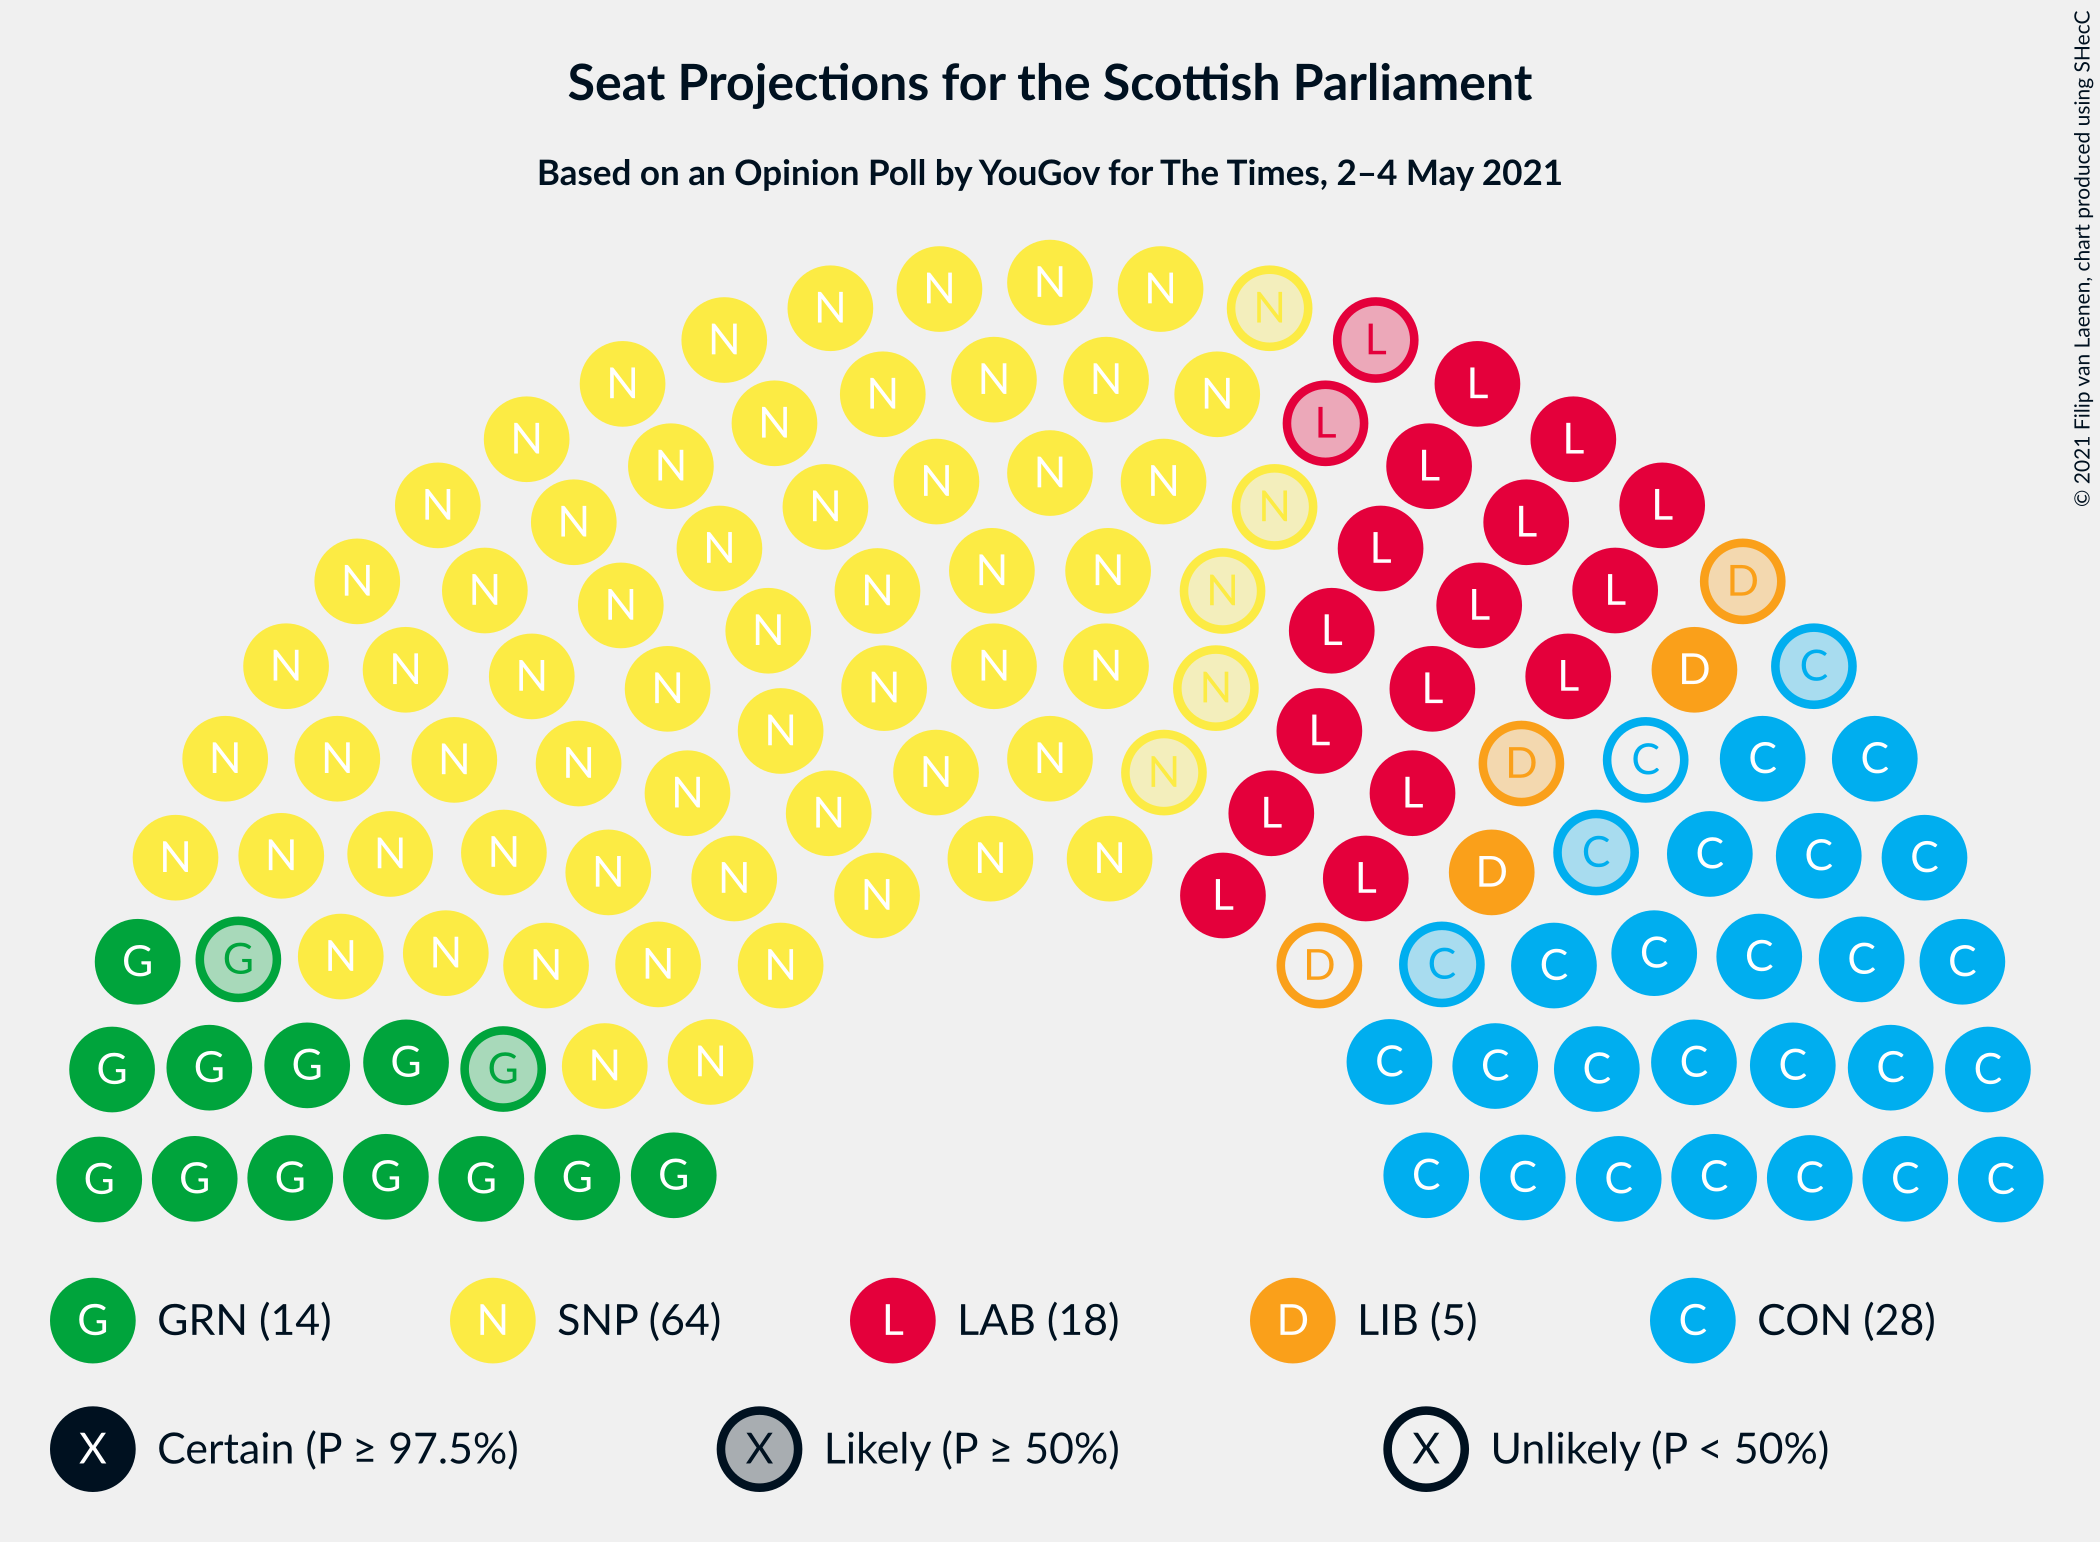 Seat Projections for the Scottish Parliament
Based on an Opinion Poll by YouGov for The Times, 2–4 May 2021
© 2021 Filip van Laenen, chart produced using SHecC
N N N N N N L
N N N N N N L L
N N N N L L L
N N N N N L L
N N N N N L L D
N N N N N L L
N N N N N L L C
N N N N L D
N N N N N L C
N N N N N D C C C
N N N N L L
N N N N N N C C C C
N N N L L D
G G N N N N N D C C C C C C C
G G G G G N N C C C C C C C
G G G G G G G C C C C C C C
G GRN (14) N SNP (64) L LAB (18) D LIB (5) C CON (28)
X Certain (P ≥ 97.5%) X Likely (P ≥ 50%) X Unlikely (P < 50%)